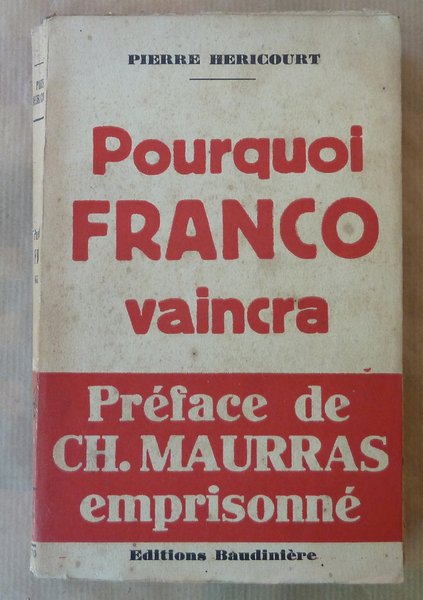 PIERRE HERICOURT
Pourquoi
FRANCO
vaincra
Préface de
CH. MAURRAS
emprisonné
Editions Baudinière